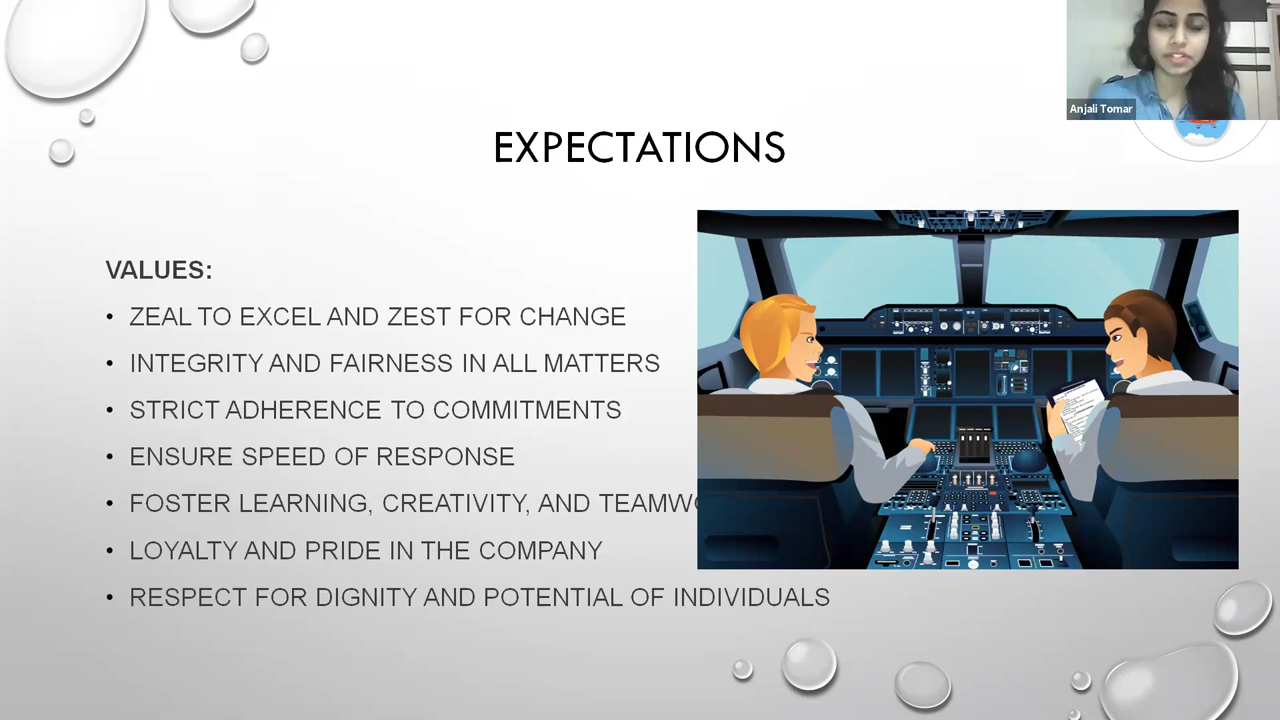 Anjali Tomar
EXPECTATIONS
VALUES:
• ZEAL TO EXCEL AND ZEST FOR CHANGE
• INTEGRITY AND FAIRNESS IN ALL MATTERS
• STRICT ADHERENCE TO COMMITMENTS
• ENSURE SPEED OF RESPONSE
• FOSTER LEARNING, CREATIVITY, AND
• LOYALTY AND PRIDE IN THE COMPANY
• RESPECT FOR DIGNITY AND POTENTIAL OF INDIVIDUALS